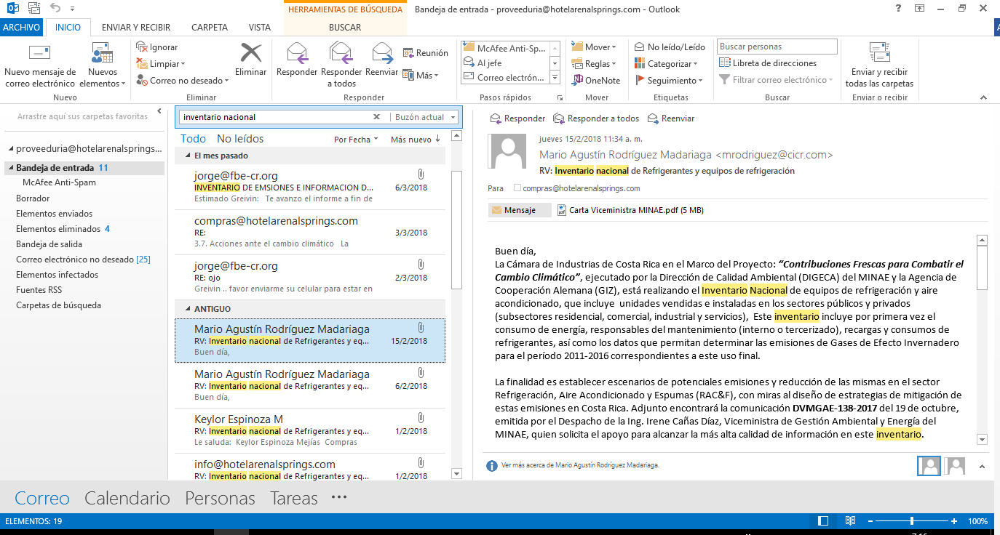 HERRAMIENTAS DE BÚSQUEDA
Bandeja de entrada - proveeduria@hotelarenalsprings.com - Outlook
?
ARCHIVO
INICIO
ENVIAR Y RECIBIR
CARPETA
VISTA
BUSCAR
Nuevo mensaje de
correo electrónico
Nuevos
elementos
Nuevo
Ignorar
Limpiar
Correo no deseado
Eliminar
Eliminar
Responder
Responder
a todos
Reenviar
Reunión
Más
Responder
McAfee Anti-Sp...
Al jefe
Correo electrón...
Pasos rápidos
Mover
Reglas
OneNote
Mover
No leído/Leído
Categorizar
Seguimiento
Etiquetas
Buscar personas
Libreta de direcciones
Filtrar correo electrónico
Buscar
Enviar y recibir
todas las carpetas
Enviar o recibir
Arrastre aquí sus carpetas favoritas
proveeduria@hotelarenalsprings...
Bandeja de entrada 11
McAfee Anti-Spam
Borrador
Elementos enviados
Elementos eliminados 4
Bandeja de salida
Correo electrónico no deseado [25]
Elementos infectados
Fuentes RSS
Carpetas de búsqueda
inventario nacional
Buzón actual
Todo No leídos
Por Fecha
Más nuevo
El mes pasado
jorge@fbe-cr.org
INVENTARIO DE EMSIONES E INFORMACION D... 6/3/2018
Estimado Greivin: Te avanzo el informe a fin de
compras@hotelarenalsprings.com
RE: 3/3/2018
3.7. Acciones ante el cambio climático La
jorge@fbe-cr.org
RE: ojo 2/3/2018
Greivin .. favor enviarme su celular para estar en
ANTIGUO
Mario Agustín Rodríguez Madariaga
RV: Inventario nacional de Refrigerantes y eq... 15/2/2018
Buen día,
Mario Agustín Rodríguez Madariaga
RV: Inventario nacional de Refrigerantes y eq... 6/2/2018
Buen día,
Keylor Espinoza M
RV: Inventario nacional de Refrigerantes y eq... 1/2/2018
Le saluda: Keylor Espinoza Mejías Compras
info@hotelarenalsprings.com
RV: Inventario nacional de Refrigerantes y eq... 1/2/2018
Responder Responder a todos Reenviar
jueves 15/2/2018 11:34 a. m.
Mario Agustín Rodríguez Madariaga <mrodriguez@cicr.com>
RV: Inventario nacional de Refrigerantes y equipos de refrigeración
Para compras@hotelarenalsprings.com
Mensaje Carta Viceministra MINAE.pdf (5 MB)
Buen día,
La Cámara de Industrias de Costa Rica en el Marco del Proyecto: “Contribuciones Frescas para Combatir el
Cambio Climático”, ejecutado por la Dirección de Calidad Ambiental (DIGECA) del MINAE y la Agencia de
Cooperación Alemana (GIZ), está realizando el Inventario Nacional de equipos de refrigeración y aire
acondicionado, que incluye unidades vendidas e instaladas en los sectores públicos y privados
(subsectores residencial, comercial, industrial y servicios), Este inventario incluye por primera vez el
consumo de energía, responsables del mantenimiento (interno o tercerizado), recargas y consumos de
refrigerantes, así como los datos que permitan determinar las emisiones de Gases de Efecto Invernadero
para el período 2011-2016 correspondientes a este uso final.
La finalidad es establecer escenarios de potenciales emisiones y reducción de las mismas en el sector
Refrigeración, Aire Acondicionado y Espumas (RAC&F), con miras al diseño de estrategias de mitigación de
estas emisiones en Costa Rica. Adjunto encontrará la comunicación DVMGAE-138-2017 del 19 de octubre,
emitida por el Despacho de la Ing. Irene Cañas Díaz, Viceministra de Gestión Ambiental y Energía del
MINAE, quien solicita el apoyo para alcanzar la más alta calidad de información en este inventario.
Ver más acerca de Mario Agustín Rodríguez Madariaga.
Correo Calendario Personas Tareas ...
ELEMENTOS: 19
100%